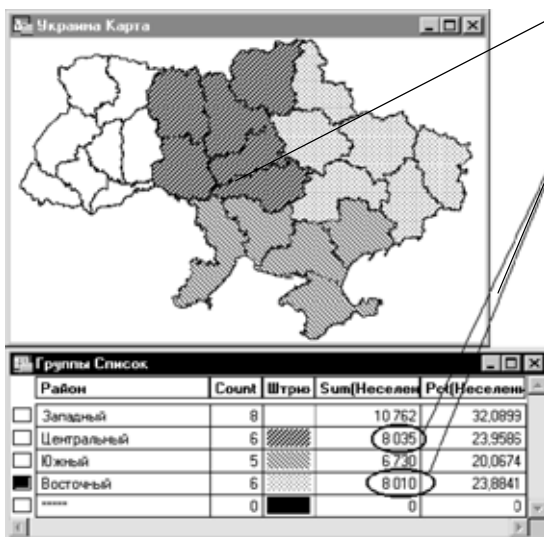 Украина Карта
Группы Список
Район Count Штрих Sum(Населен Pct(Населени
Западный 8 10 762 32,0899
Центральный 6 8 035 23,9586
Южный 5 6 730 20,0674
Восточный 6 8 010 23,8841
***** 0 0 0